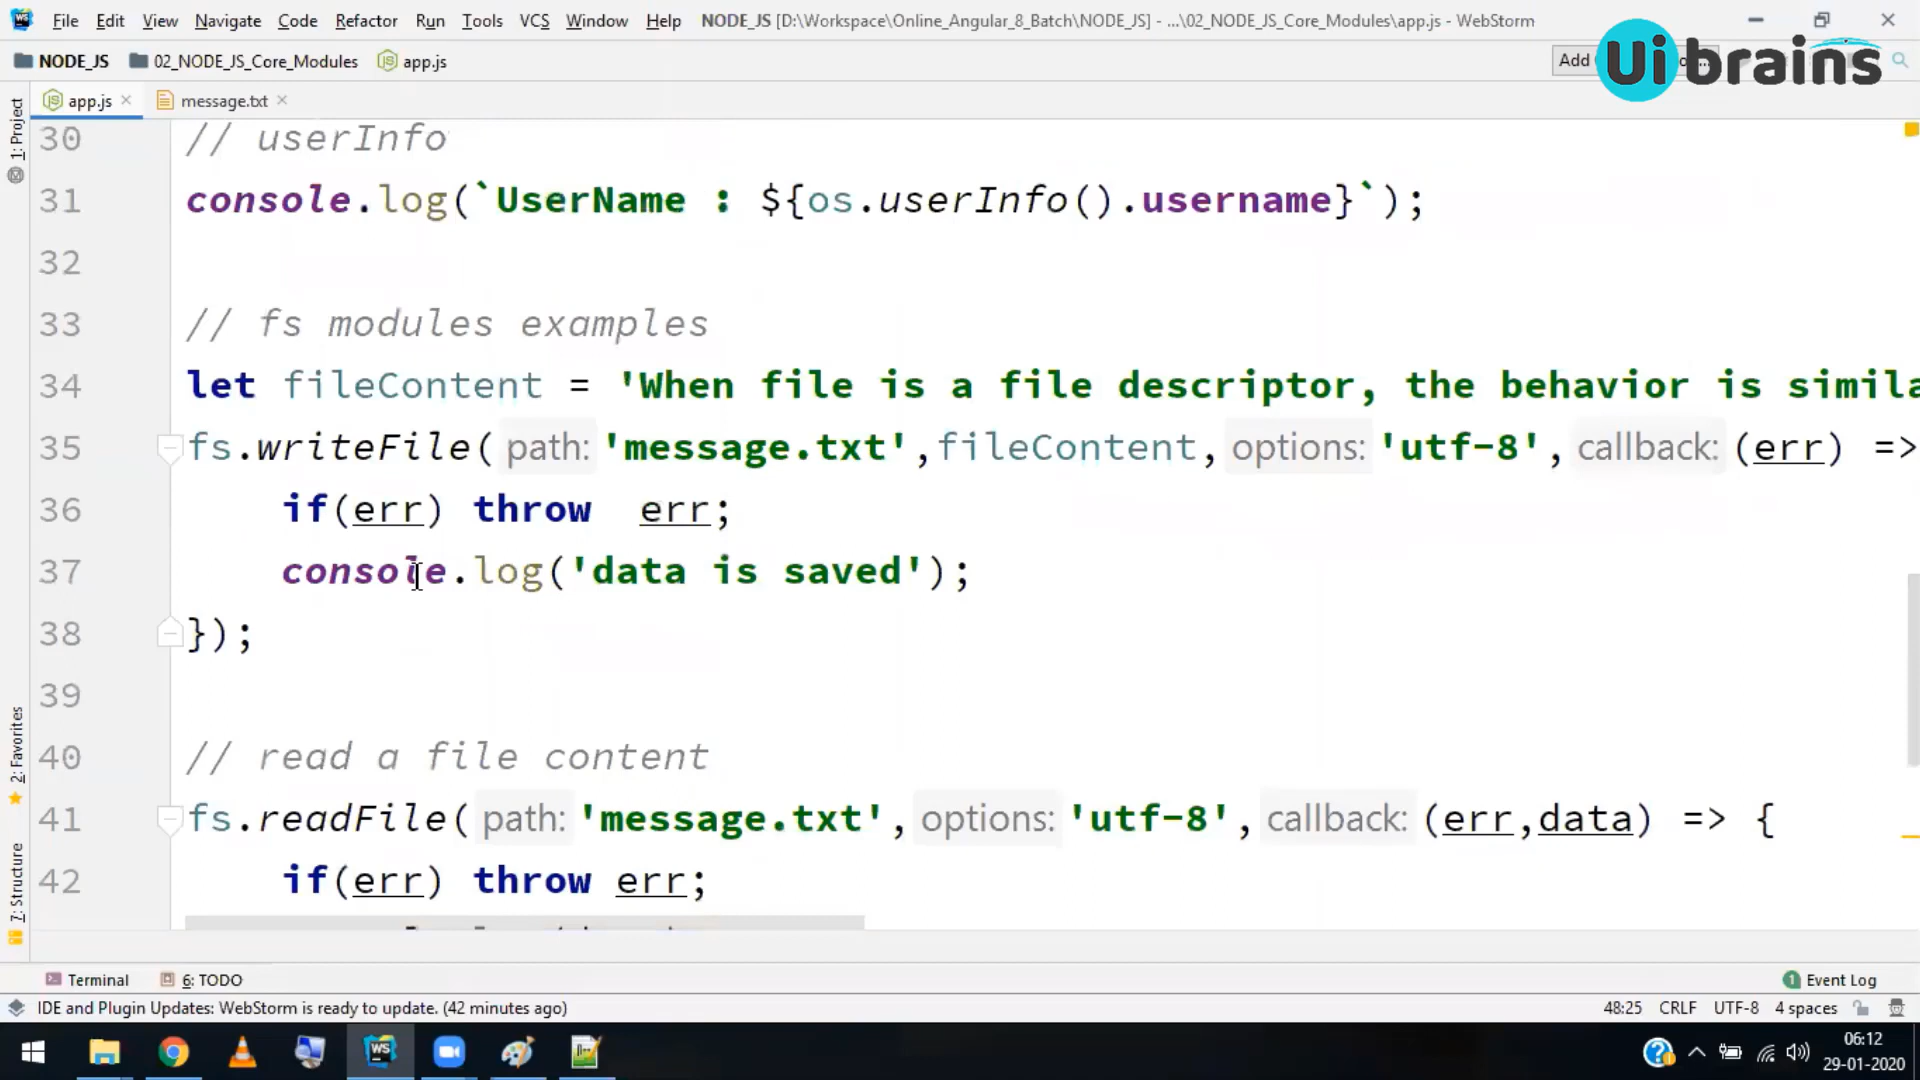 File Edit View Navigate Code Refactor Run Tools VCS Window Help NODE_JS [D:\Workspace\Online_Angular_8_Batch\NODE_JS] - ...\02_NODE_JS_Core_Modules\app.js - WebStorm
NODE_JS 02_NODE_JS_Core_Modules app.js Add
Uibrains
app.js message.txt
1: Project
30 // userInfo
31 console.log(`UserName : ${os.userInfo().username}`);
32
33 // fs modules examples
34 let fileContent = 'When file is a file descriptor, the behavior is simila
35 fs.writeFile( path: 'message.txt',fileContent, options: 'utf-8', callback: (err) =>
36 if(err) throw  err;
37 console.log('data is saved');
38 });
39
40 // read a file content
41 fs.readFile( path: 'message.txt', options: 'utf-8', callback: (err,data) => {
42 if(err) throw err;
2: Favorites
7: Structure
Terminal 6: TODO 1 Event Log
IDE and Plugin Updates: WebStorm is ready to update. (42 minutes ago) 48:25 CRLF UTF-8 4 spaces
WS
06:12
29-01-2020